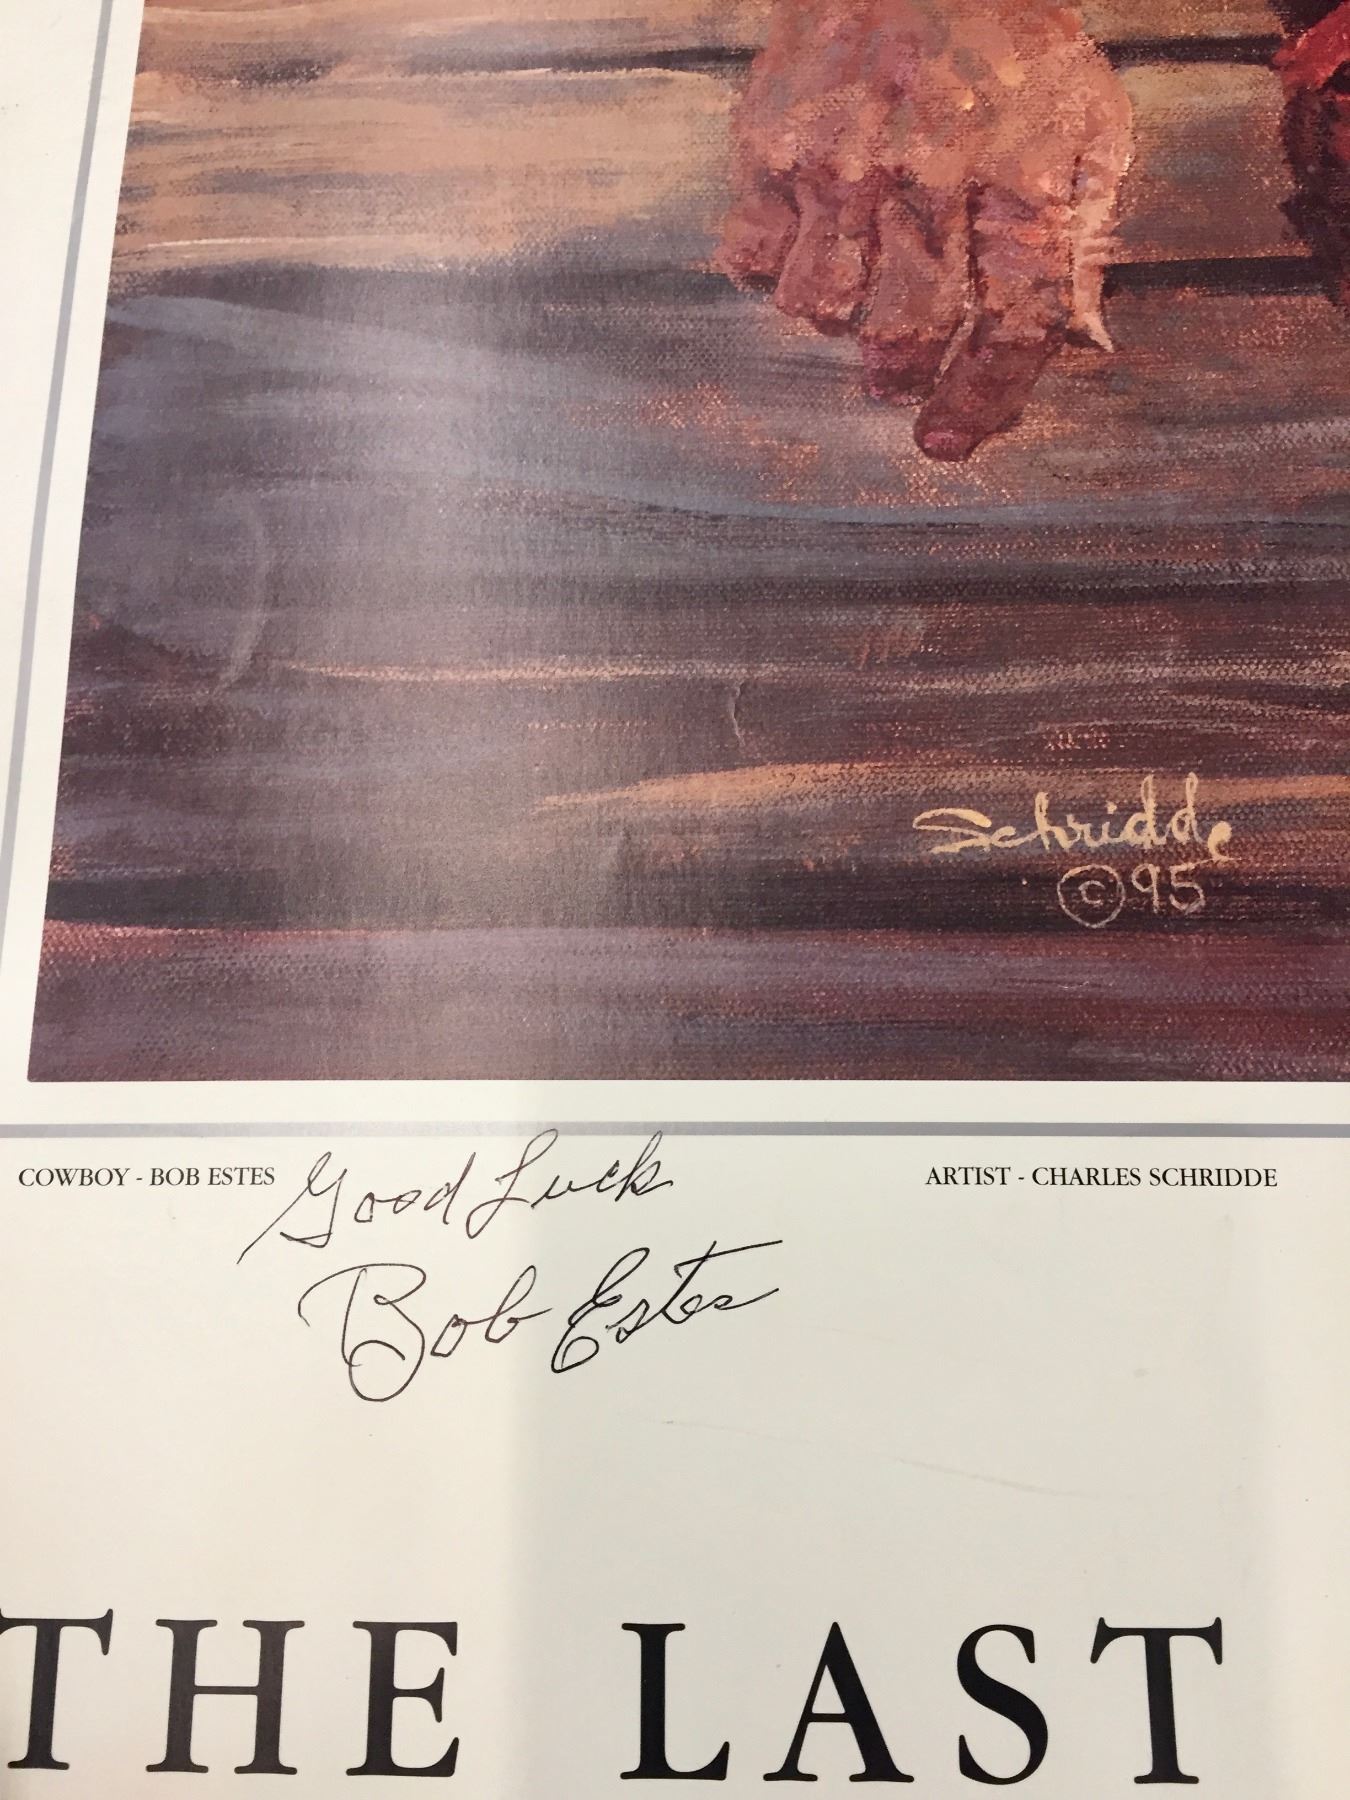 Schridde
©95
COWBOY - BOB ESTES
ARTIST - CHARLES SCHRIDDE
Good Luck
Bob Estes
THE LAST